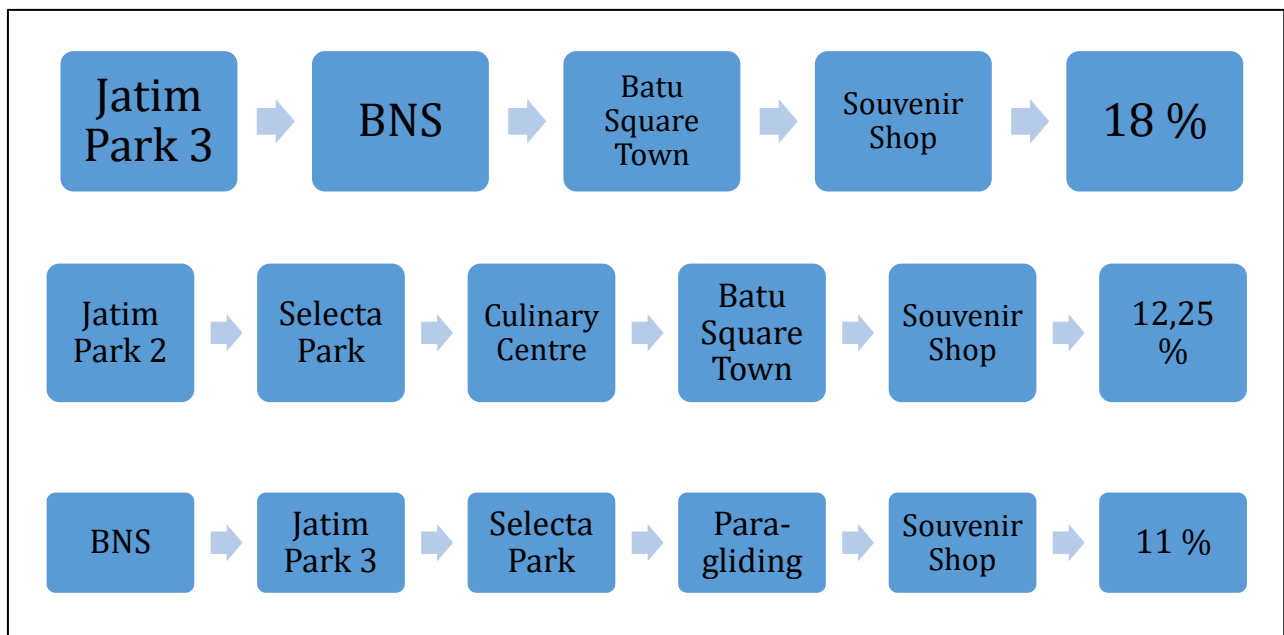 Jatim
Park 3
BNS
Batu
Square
Town
Souvenir
Shop
18 %
Jatim
Park 2
Selecta
Park
Culinary
Centre
Batu
Square
Town
Souvenir
Shop
12,25
%
BNS
Jatim
Park 3
Selecta
Park
Para-
gliding
Souvenir
Shop
11 %